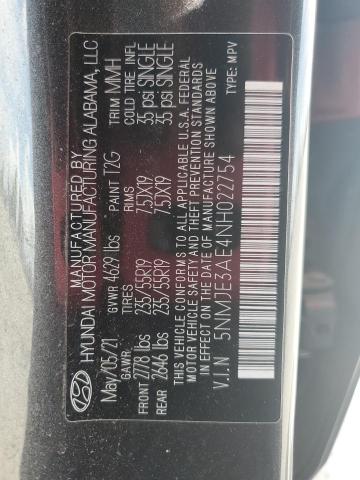 MANUFACTURED BY
HYUNDAI MOTOR MANUFACTURING ALABAMA, LLC
May/05/21 GVWR 4629 lbs PAINT T2G TRIM MMH
GAWR TIRES RIMS COLD TIRE INFL
FRONT 2778 lbs 235/55R19 7.5JX19 35 psi SINGLE
REAR 2646 lbs 235/55R19 7.5JX19 35 psi SINGLE
THIS VEHICLE CONFORMS TO ALL APPLICABLE U.S.A. FEDERAL
MOTOR VEHICLE SAFETY AND THEFT PREVENTION
STANDARDS IN EFFECT ON THE DATE OF MANUFACTURE SHOWN ABOVE
V.I.N 5NMJE3AE4NH022754 TYPE: MPV